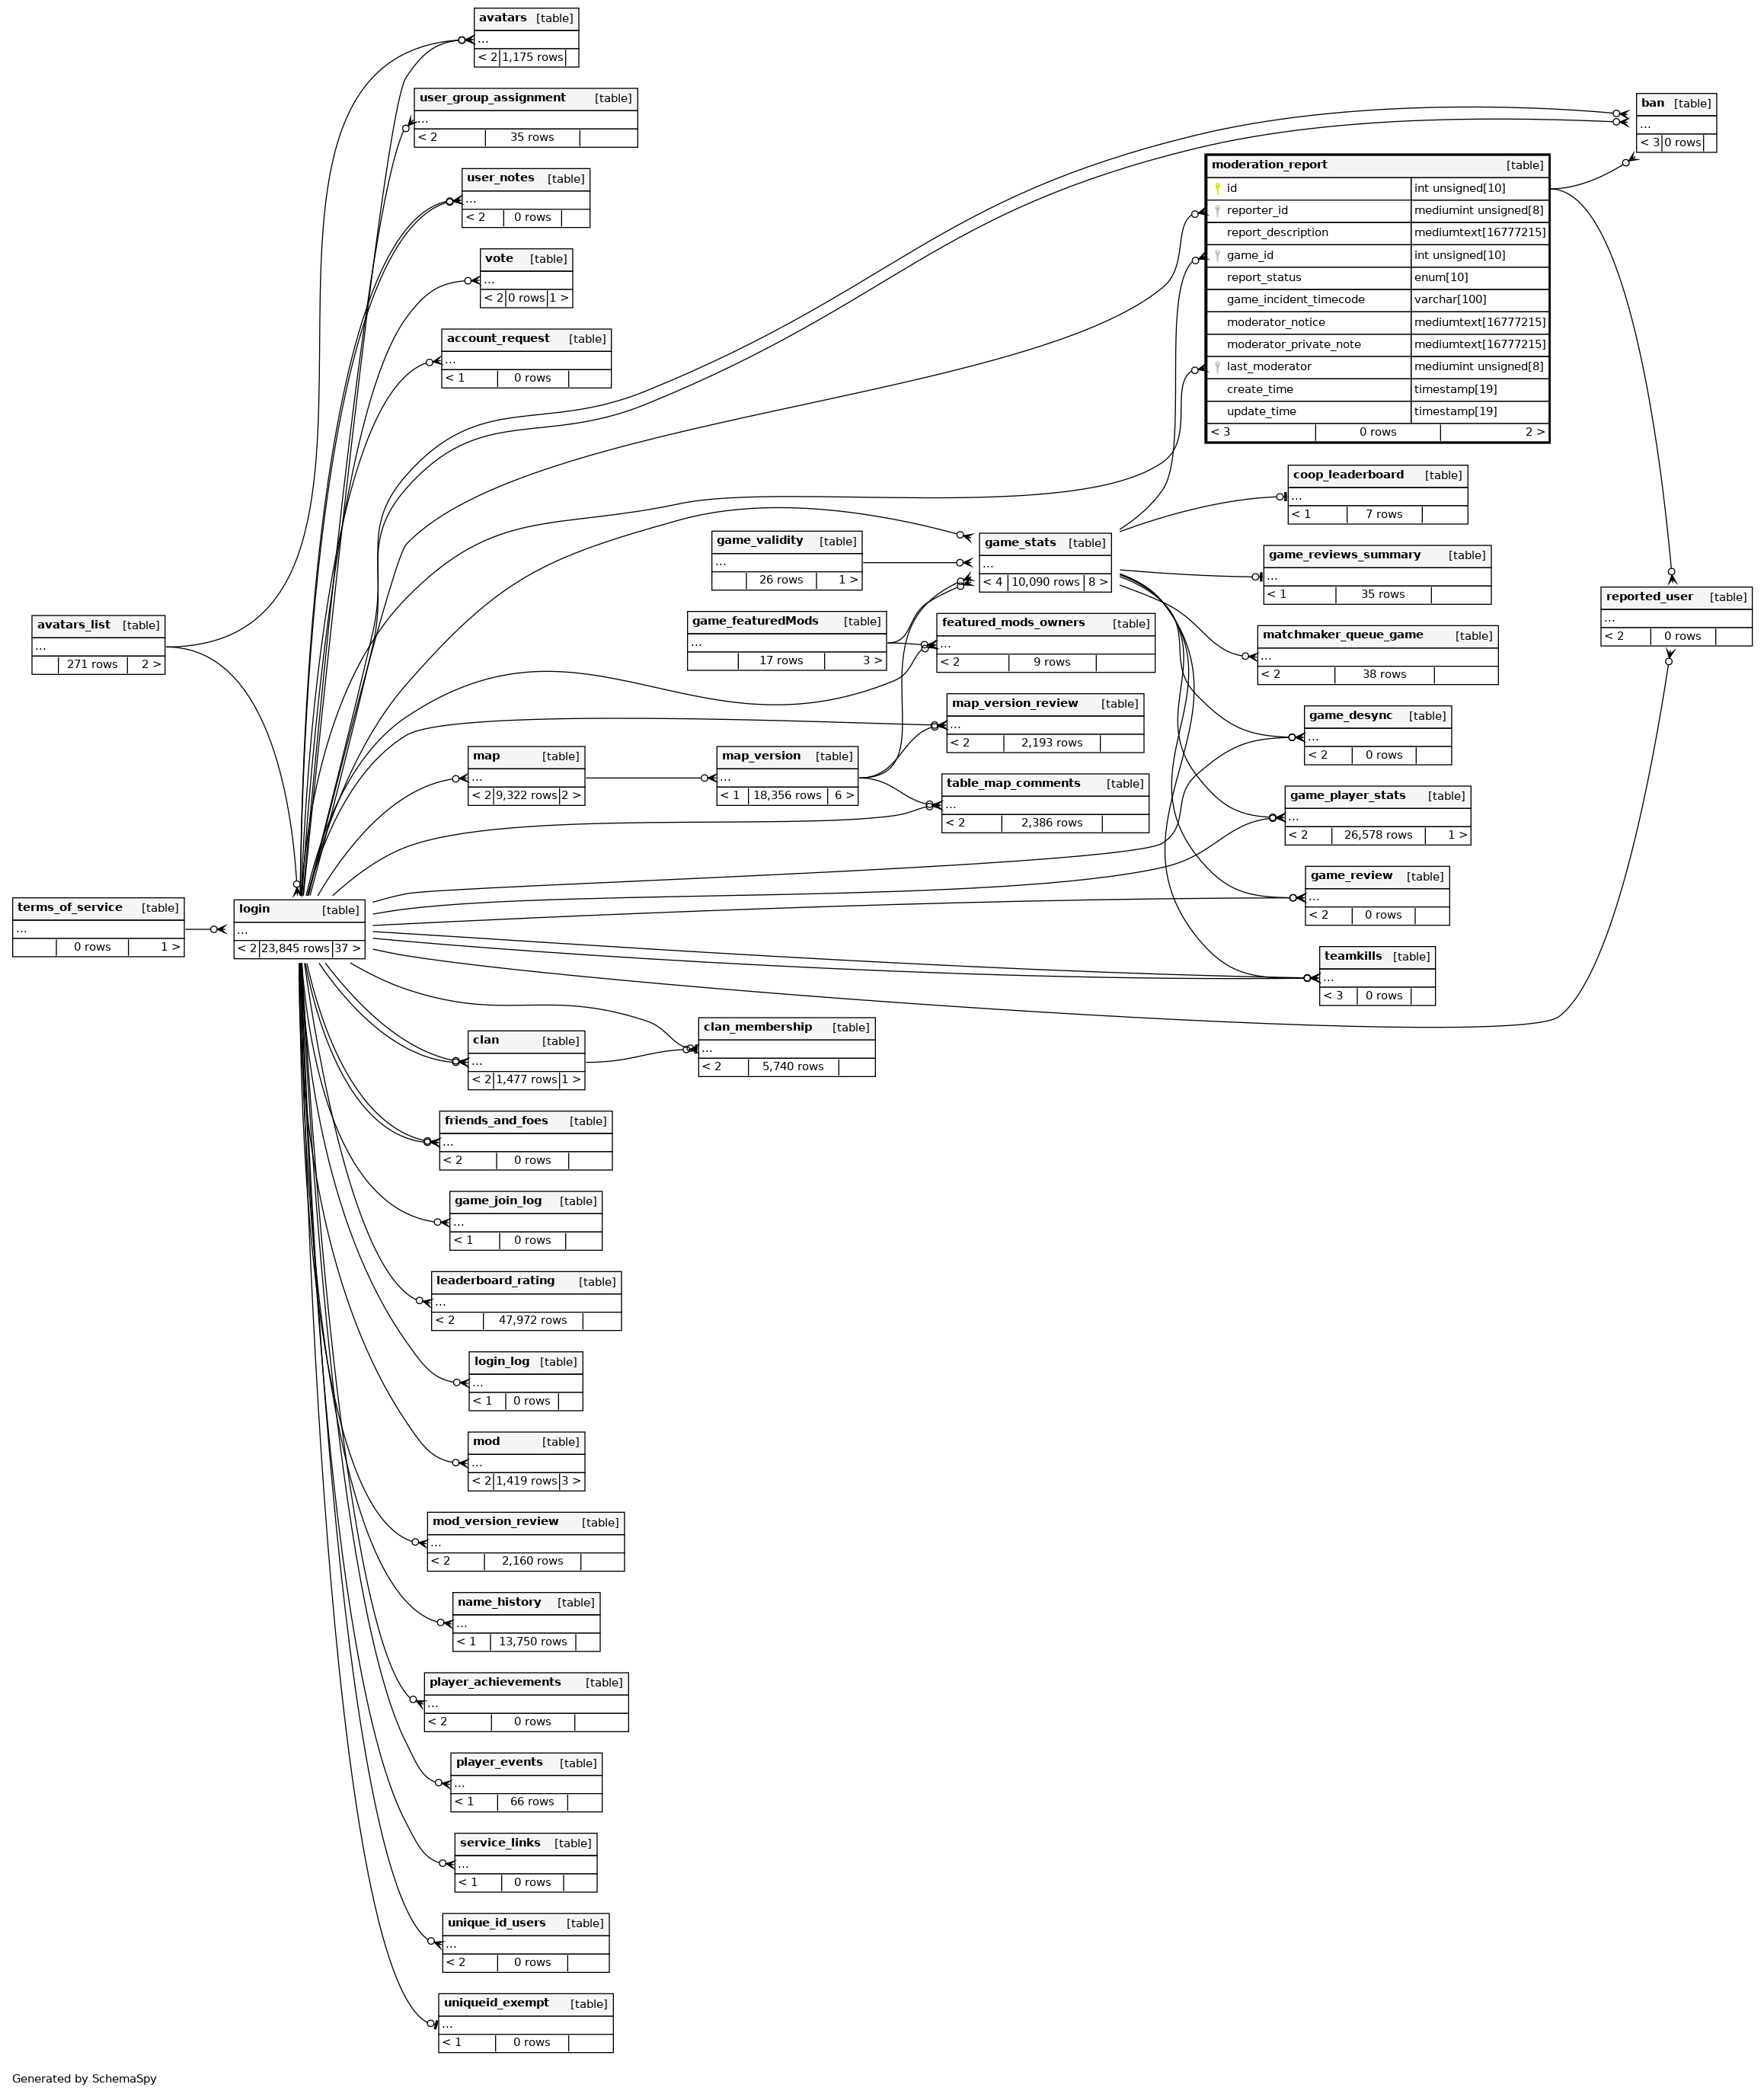 avatars [table]
...
< 2 1,175 rows
user_group_assignment [table]
...
< 2 35 rows
user_notes [table]
...
< 2 0 rows
vote [table]
...
< 2 0 rows 1 >
account_request [table]
...
< 1 0 rows
ban [table]
...
< 3 0 rows
moderation_report [table]
id int unsigned[10]
reporter_id mediumint unsigned[8]
report_description mediumtext[16777215]
game_id int unsigned[10]
report_status enum[10]
game_incident_timecode varchar[100]
moderator_notice mediumtext[16777215]
moderator_private_note mediumtext[16777215]
last_moderator mediumint unsigned[8]
create_time timestamp[19]
update_time timestamp[19]
< 3 0 rows 2 >
coop_leaderboard [table]
...
< 1 7 rows
game_validity [table]
...
26 rows 1 >
game_stats [table]
...
< 4 10,090 rows 8 >
game_reviews_summary [table]
...
< 1 35 rows
reported_user [table]
...
< 2 0 rows
avatars_list [table]
...
271 rows 2 >
game_featuredMods [table]
...
17 rows 3 >
featured_mods_owners [table]
...
< 2 9 rows
matchmaker_queue_game [table]
...
< 2 38 rows
map_version_review [table]
...
< 2 2,193 rows
game_desync [table]
...
< 2 0 rows
map [table]
...
< 2 9,322 rows 2 >
map_version [table]
...
< 1 18,356 rows 6 >
table_map_comments [table]
...
< 2 2,386 rows
game_player_stats [table]
...
< 2 26,578 rows 1 >
game_review [table]
...
< 2 0 rows
terms_of_service [table]
...
0 rows 1 >
login [table]
...
< 2 23,845 rows 37 >
teamkills [table]
...
< 3 0 rows
clan [table]
...
< 2 1,477 rows 1 >
clan_membership [table]
...
< 2 5,740 rows
friends_and_foes [table]
...
< 2 0 rows
game_join_log [table]
...
< 1 0 rows
leaderboard_rating [table]
...
< 2 47,972 rows
login_log [table]
...
< 1 0 rows
mod [table]
...
< 2 1,419 rows 3 >
mod_version_review [table]
...
< 2 2,160 rows
name_history [table]
...
< 1 13,750 rows
player_achievements [table]
...
< 2 0 rows
player_events [table]
...
< 1 66 rows
service_links [table]
...
< 1 0 rows
unique_id_users [table]
...
< 2 0 rows
uniqueid_exempt [table]
...
< 1 0 rows
Generated by SchemaSpy